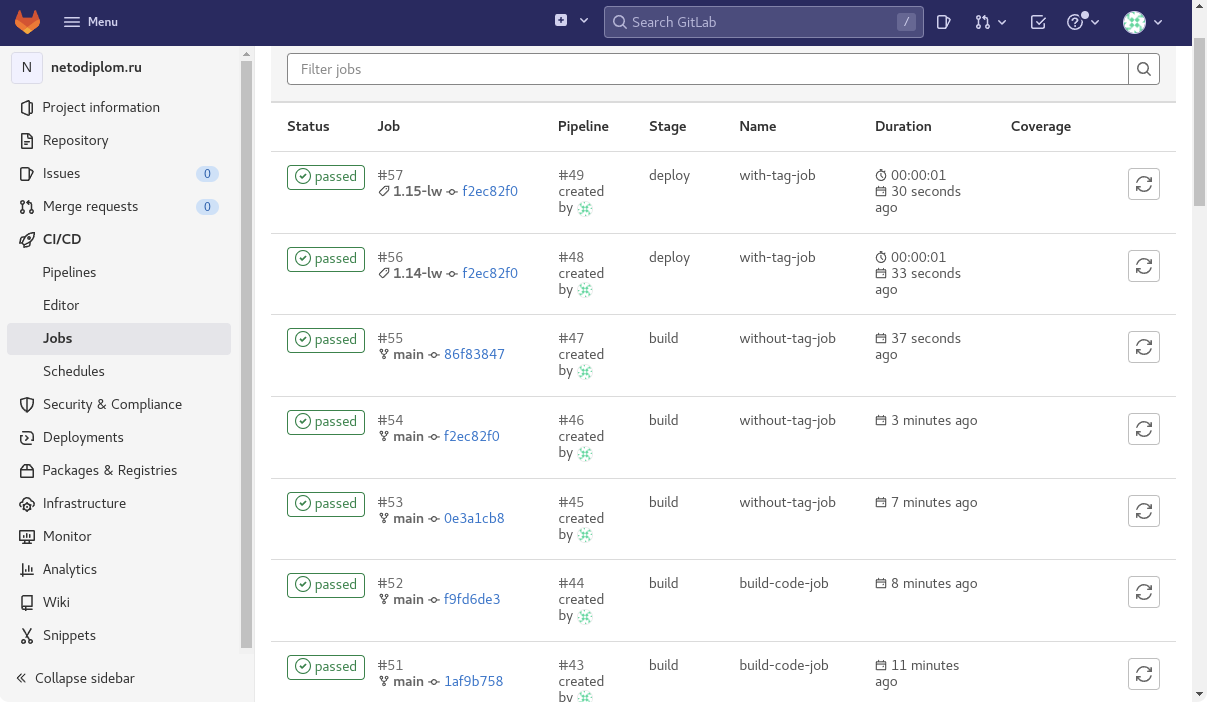 Menu
Search GitLab
/
N
netodiplom.ru
Project information
Repository
Issues
0
Merge requests
0
CI/CD
Pipelines
Editor
Jobs
Schedules
Security & Compliance
Deployments
Packages & Registries
Infrastructure
Monitor
Analytics
Wiki
Snippets
Collapse sidebar
Filter jobs
Status Job Pipeline Stage Name Duration Coverage
passed #57 #49 deploy with-tag-job 00:00:01
1.15-lw f2ec82f0 created 30 seconds
by ago
passed #56 #48 deploy with-tag-job 00:00:01
1.14-lw f2ec82f0 created 33 seconds
by ago
passed #55 #47 build without-tag-job 37 seconds
main 86f83847 created ago
by
passed #54 #46 build without-tag-job 3 minutes ago
main f2ec82f0 created
by
passed #53 #45 build without-tag-job 7 minutes ago
main 0e3a1cb8 created
by
passed #52 #44 build build-code-job 8 minutes ago
main f9fd6de3 created
by
passed #51 #43 build build-code-job 11 minutes
main 1af9b758 created ago
by